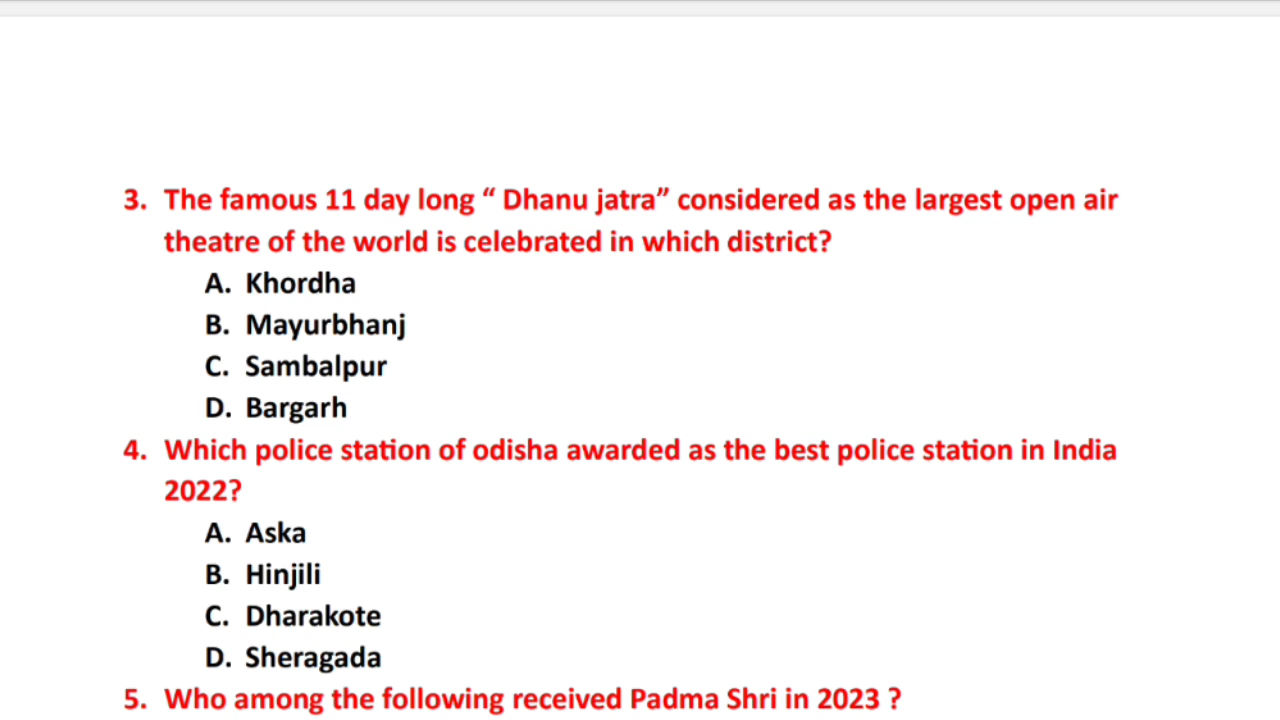 3. The famous 11 day long “ Dhanu jatra” considered as the largest open air
theatre of the world is celebrated in which district?
A. Khordha
B. Mayurbhanj
C. Sambalpur
D. Bargarh
4. Which police station of odisha awarded as the best police station in India
2022?
A. Aska
B. Hinjili
C. Dharakote
D. Sheragada
5. Who among the following received Padma Shri in 2023 ?